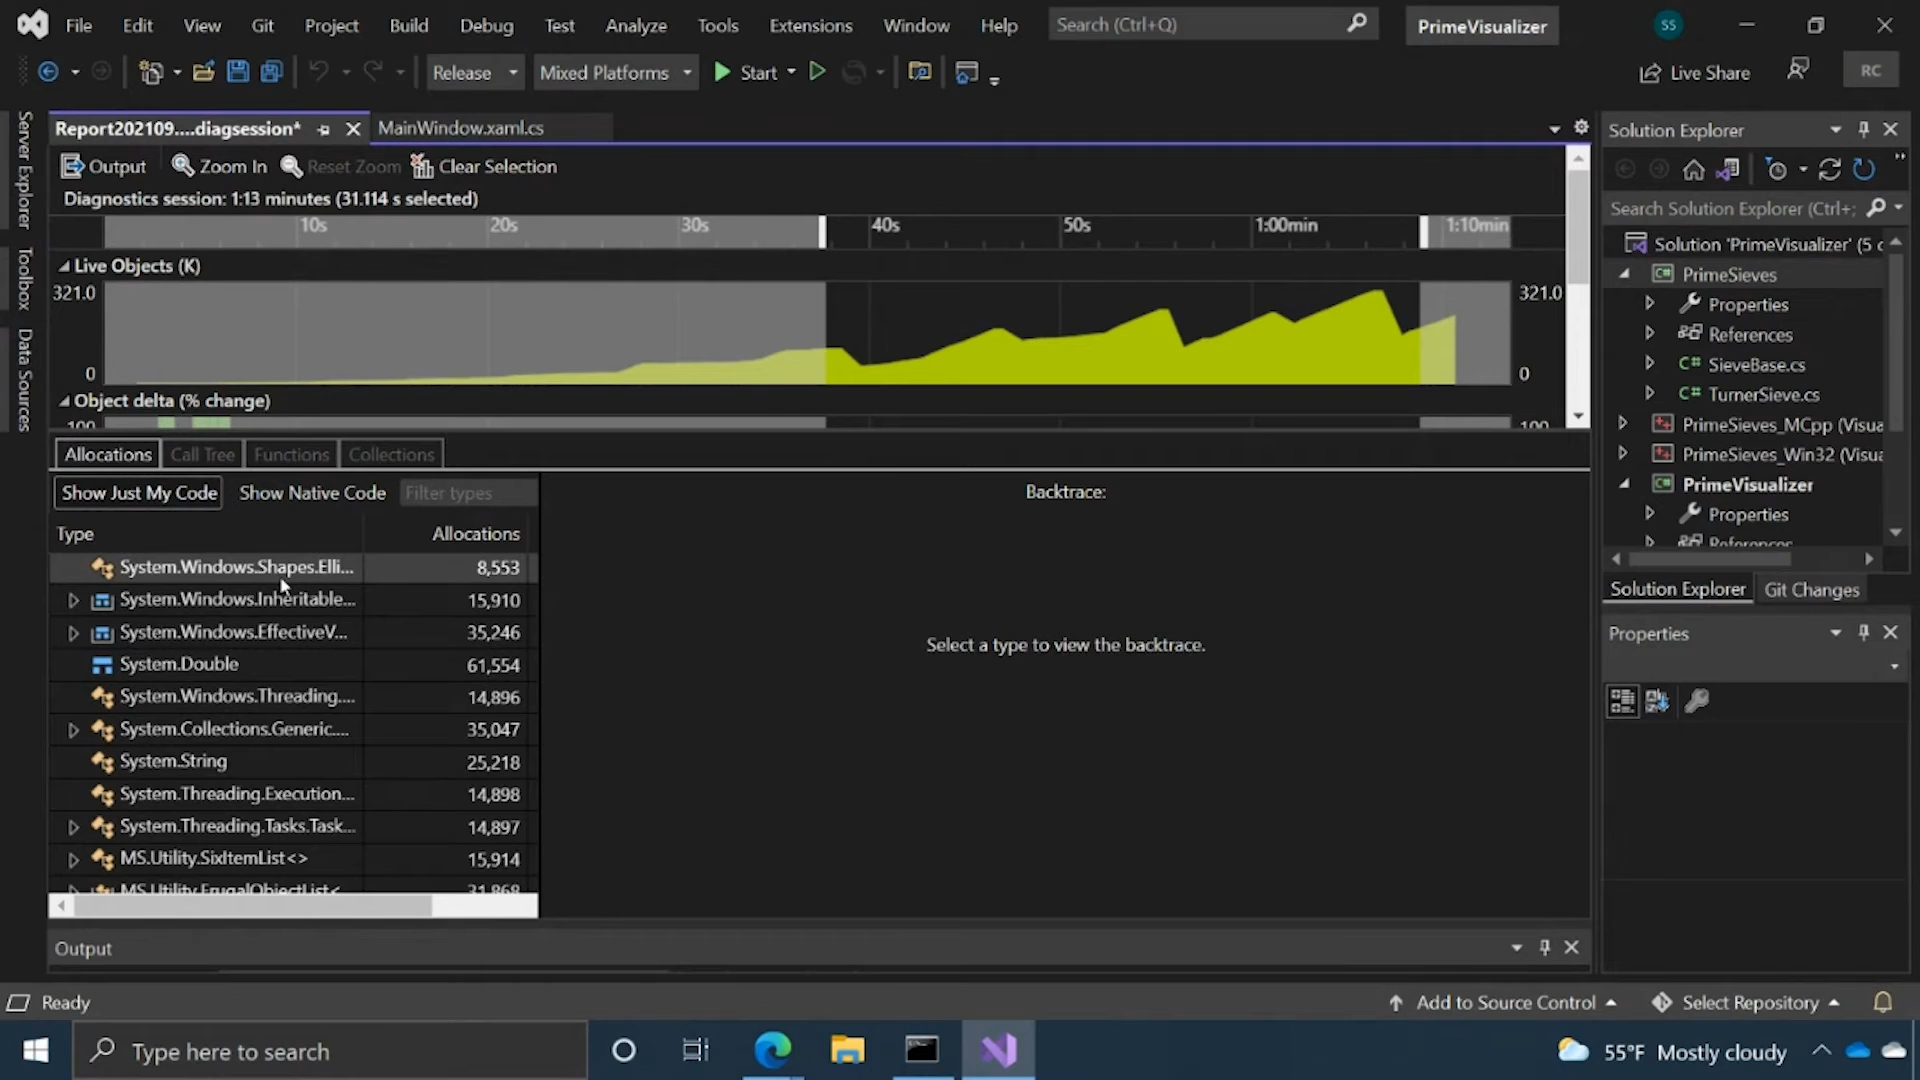 File Edit View Git Project Build Debug Test Analyze Tools Extensions Window Help Search (Ctrl+Q) PrimeVisualizer SS
Release Mixed Platforms Start Live Share RC
Server Explorer
Toolbox
Data Sources
Report202109....diagsession* MainWindow.xaml.cs
Output Zoom In Reset Zoom Clear Selection
Diagnostics session: 1:13 minutes (31.114 s selected)
10s 20s 30s 40s 50s 1:00min 1:10min
Live Objects (K)
321.0 321.0
0 0
Object delta (% change)
100 100
Allocations Call Tree Functions Collections
Show Just My Code Show Native Code Filter types
Type Allocations
System.Windows.Shapes.Elli... 8,553
System.Windows.Inheritable... 15,910
System.Windows.EffectiveV... 35,246
System.Double 61,554
System.Windows.Threading.... 14,896
System.Collections.Generic.... 35,047
System.String 25,218
System.Threading.Execution... 14,898
System.Threading.Tasks.Task... 14,897
MS.Utility.SixItemList<> 15,914
MS.Utility.FrugalObjectList< 31,868
Backtrace:
Select a type to view the backtrace.
Output
Solution Explorer
Search Solution Explorer (Ctrl+;
Solution 'PrimeVisualizer' (5 c
PrimeSieves
Properties
References
SieveBase.cs
TurnerSieve.cs
PrimeSieves_MCpp (Visua
PrimeSieves_Win32 (Visua
PrimeVisualizer
Properties
References
Solution Explorer Git Changes
Properties
Ready Add to Source Control Select Repository
Type here to search 55°F Mostly cloudy